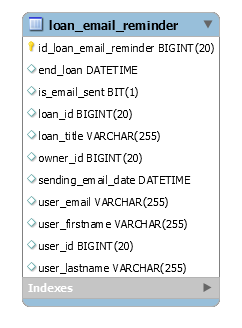 loan_email_reminder
id_loan_email_reminder BIGINT(20)
end_loan DATETIME
is_email_sent BIT(1)
loan_id BIGINT(20)
loan_title VARCHAR(255)
owner_id BIGINT(20)
sending_email_date DATETIME
user_email VARCHAR(255)
user_firstname VARCHAR(255)
user_id BIGINT(20)
user_lastname VARCHAR(255)
Indexes